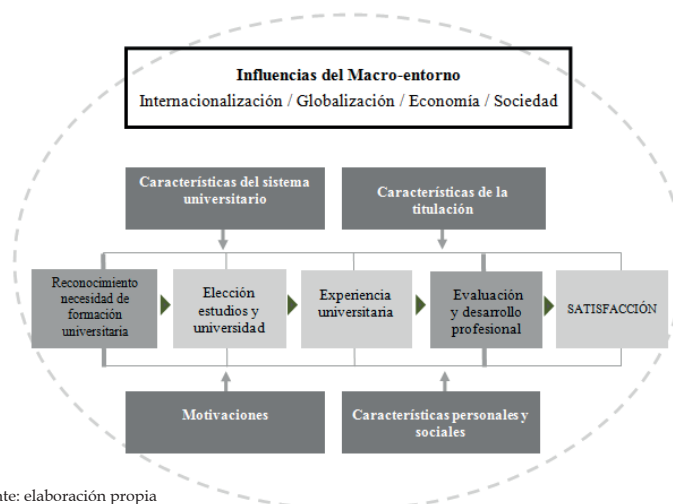 Influencias del Macro-entorno
Internacionalización / Globalización / Economía / Sociedad
Características del sistema
universitario
Características de la
titulación
Reconocimiento
necesidad de
formación
universitaria
Elección
estudios y
universidad
Experiencia
universitaria
Evaluación
y desarrollo
profesional
SATISFACCIÓN
Motivaciones
Características personales y
sociales
nte: elaboración propia